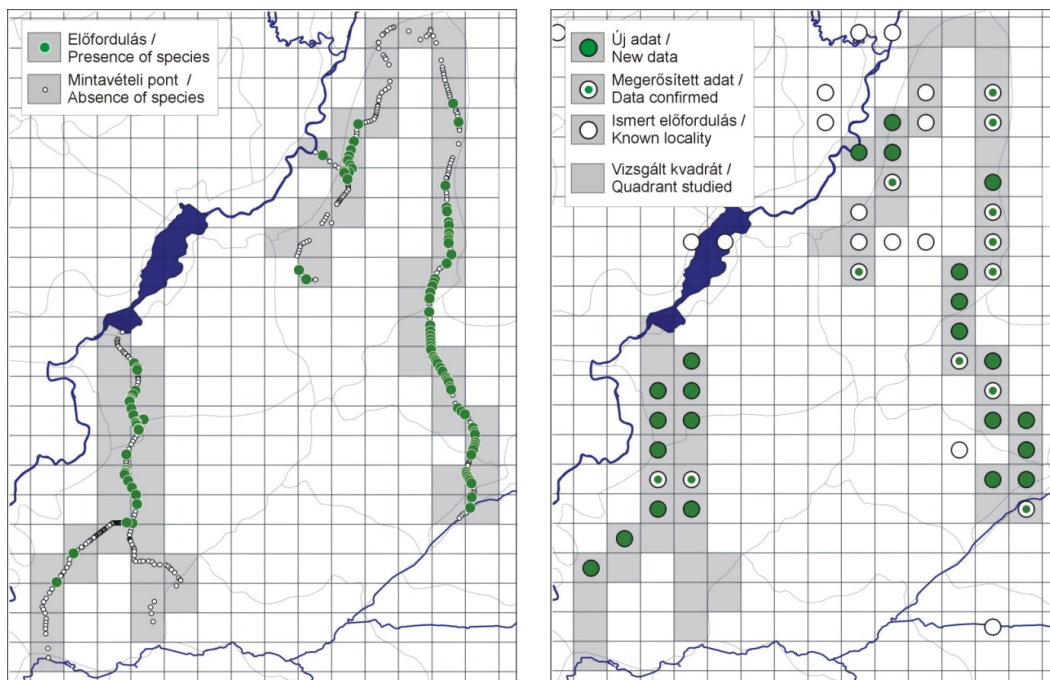 Előfordulás /
Presence of species
Mintavételi pont /
Absence of species
Új adat /
New data
Megerősített adat /
Data confirmed
Ismert előfordulás /
Known locality
Vizsgált kvadrát /
Quadrant studied